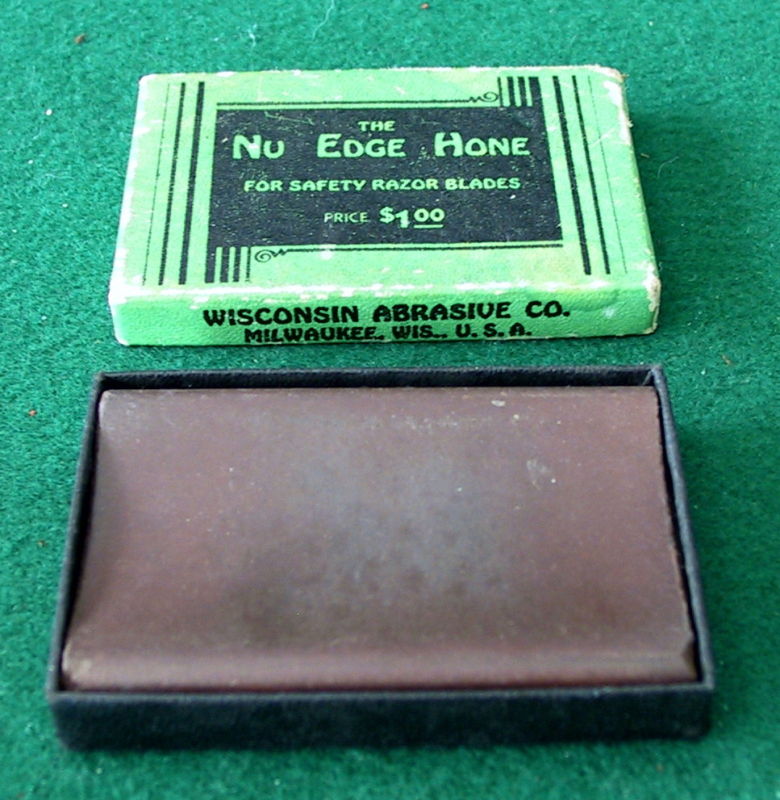 THE
NU EDGE HONE
FOR SAFETY RAZOR BLADES
PRICE $1.00
WISCONSIN ABRASIVE CO.
MILWAUKEE, WIS., U. S. A.